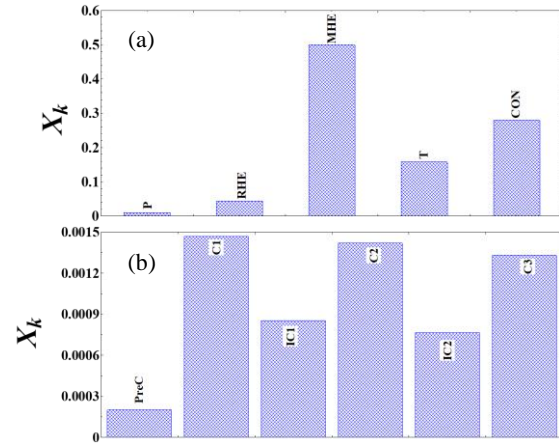 0.6
(a)
MHE
0.5
0.4
CON
0.3
X_k
T
0.2
RHE
0.1
P
0
0.0015
(b)
C1
C2
C3
0.0012
IC1
IC2
0.0009
X_k
0.0006
PreC
0.0003
0